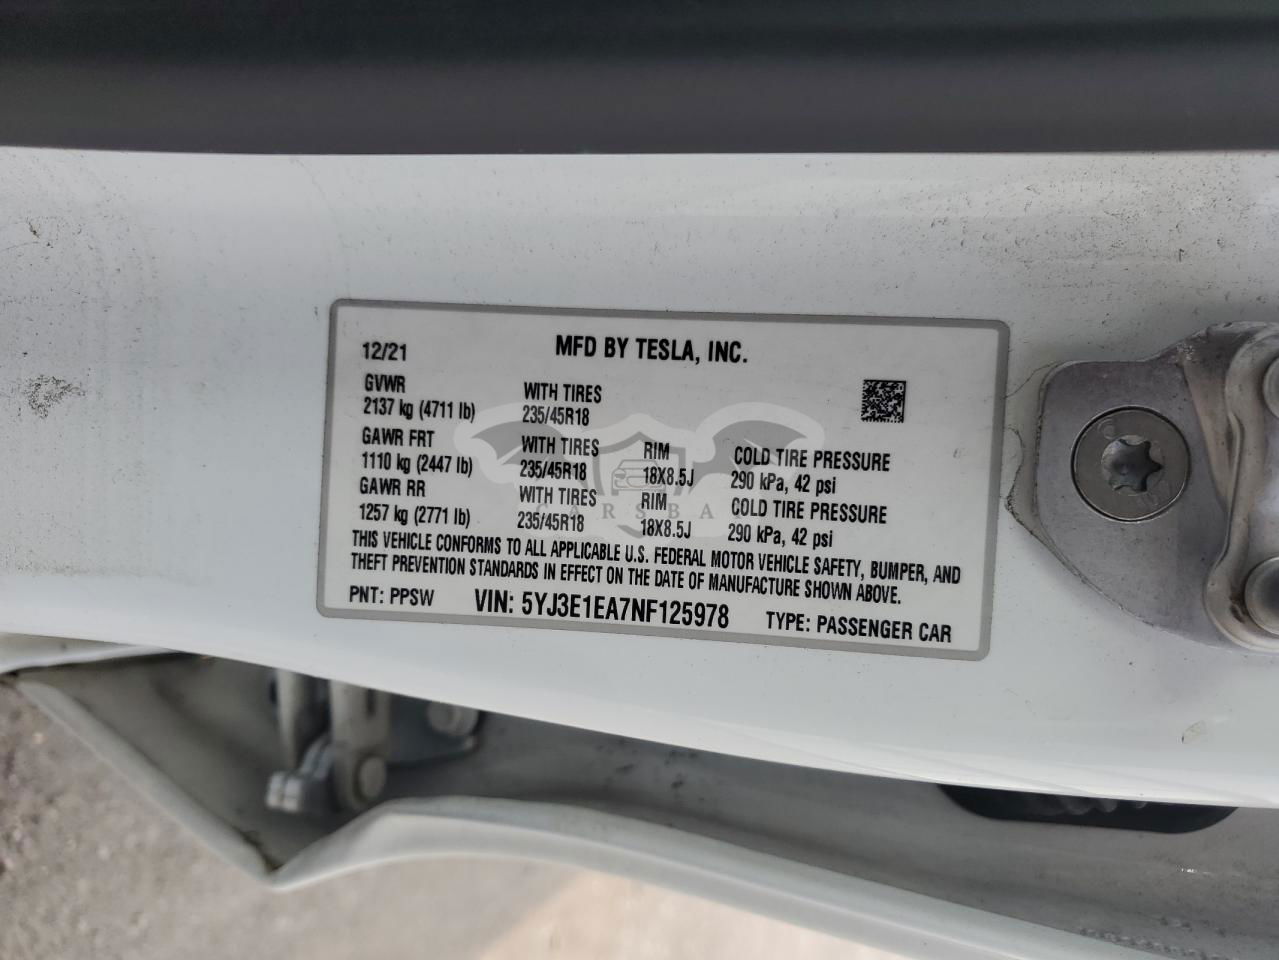 MFD BY TESLA, INC.
12/21
GVWR WITH TIRES
2137 kg (4711 lb) 235/45R18
GAWR FRT WITH TIRES RIM COLD TIRE PRESSURE
1110 kg (2447 lb) 235/45R18 18X8.5J 290 kPa, 42 psi
GAWR RR WITH TIRES RIM COLD TIRE PRESSURE
1257 kg (2771 lb) 235/45R18 18X8.5J 290 kPa, 42 psi
THIS VEHICLE CONFORMS TO ALL APPLICABLE U.S. FEDERAL MOTOR VEHICLE SAFETY, BUMPER, AND
THEFT PREVENTION STANDARDS IN EFFECT ON THE DATE OF MANUFACTURE SHOWN ABOVE.
PNT: PPSW VIN: 5YJ3E1EA7NF125978 TYPE: PASSENGER CAR